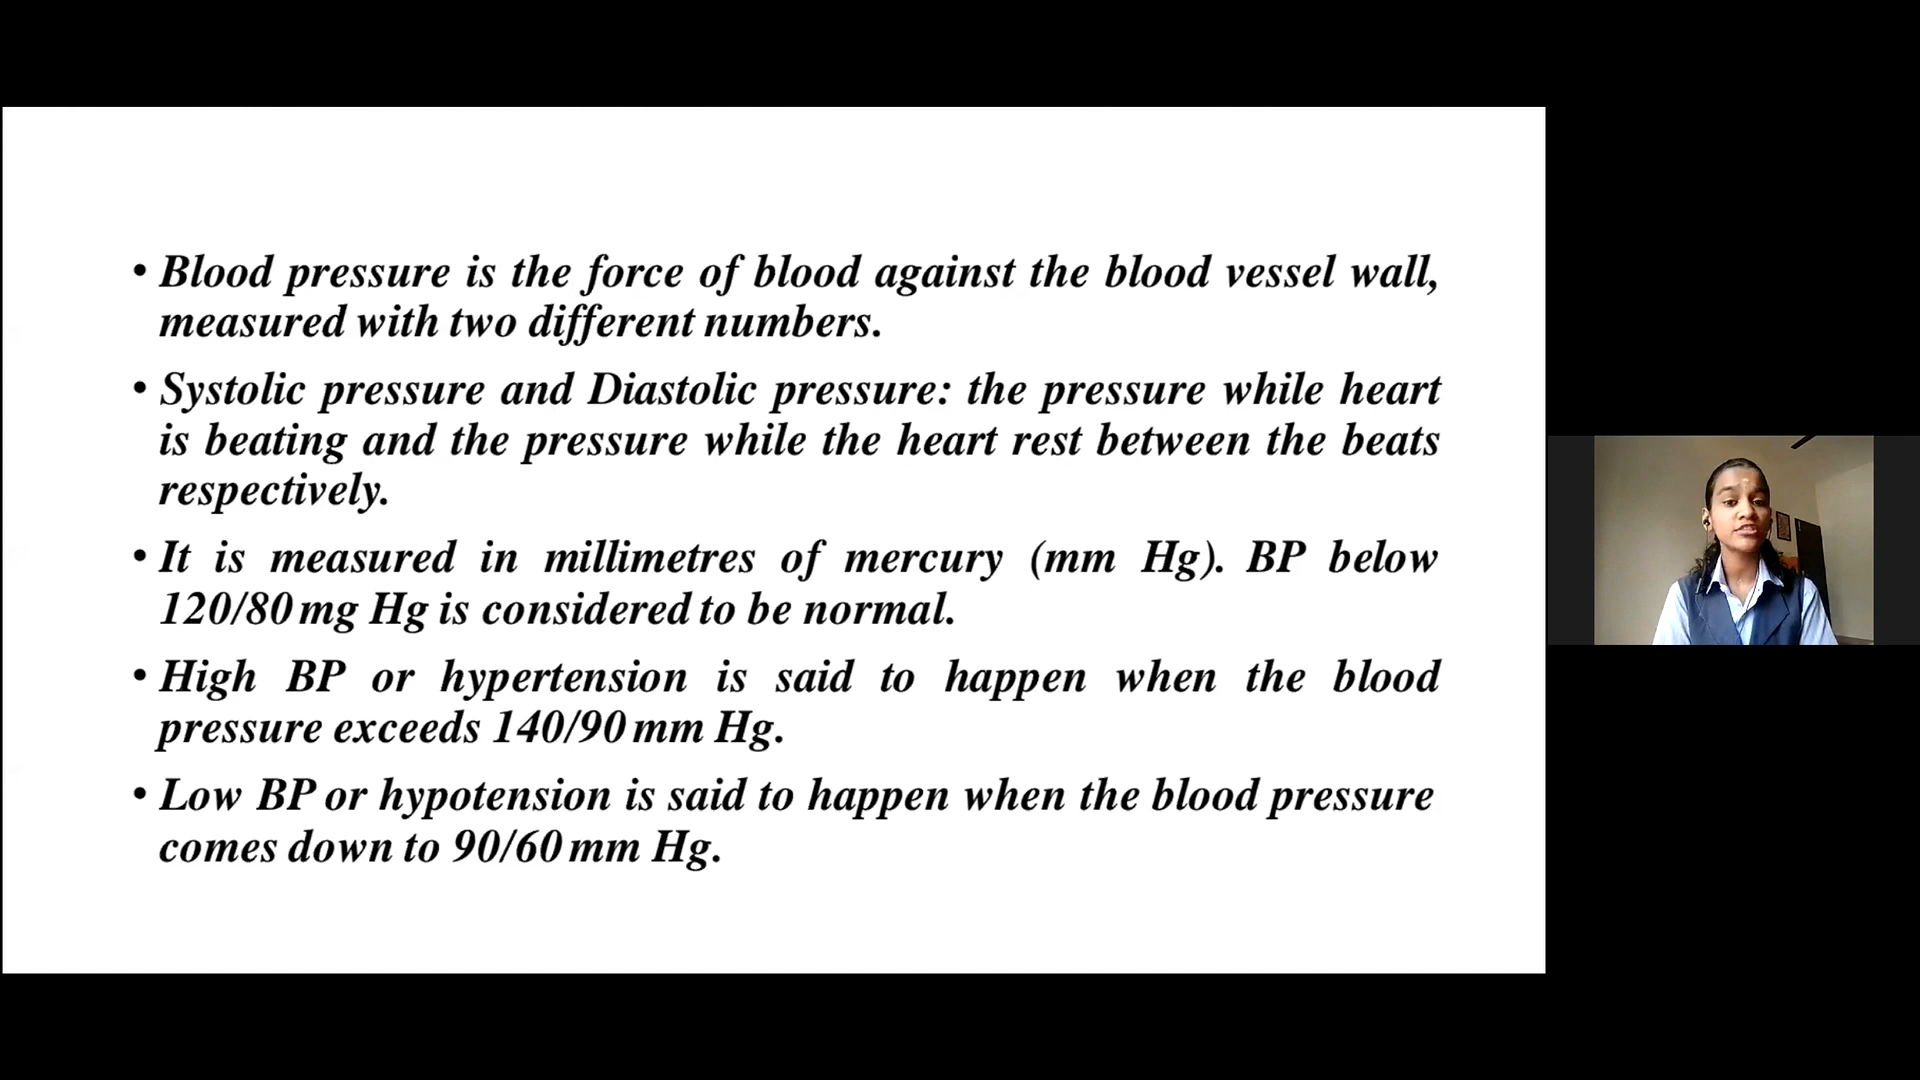 • Blood pressure is the force of blood against the blood vessel wall,
measured with two different numbers.
• Systolic pressure and Diastolic pressure: the pressure while heart
is beating and the pressure while the heart rest between the beats
respectively.
• It is measured in millimetres of mercury (mm Hg). BP below
120/80 mg Hg is considered to be normal.
• High BP or hypertension is said to happen when the blood
pressure exceeds 140/90 mm Hg.
• Low BP or hypotension is said to happen when the blood pressure
comes down to 90/60 mm Hg.